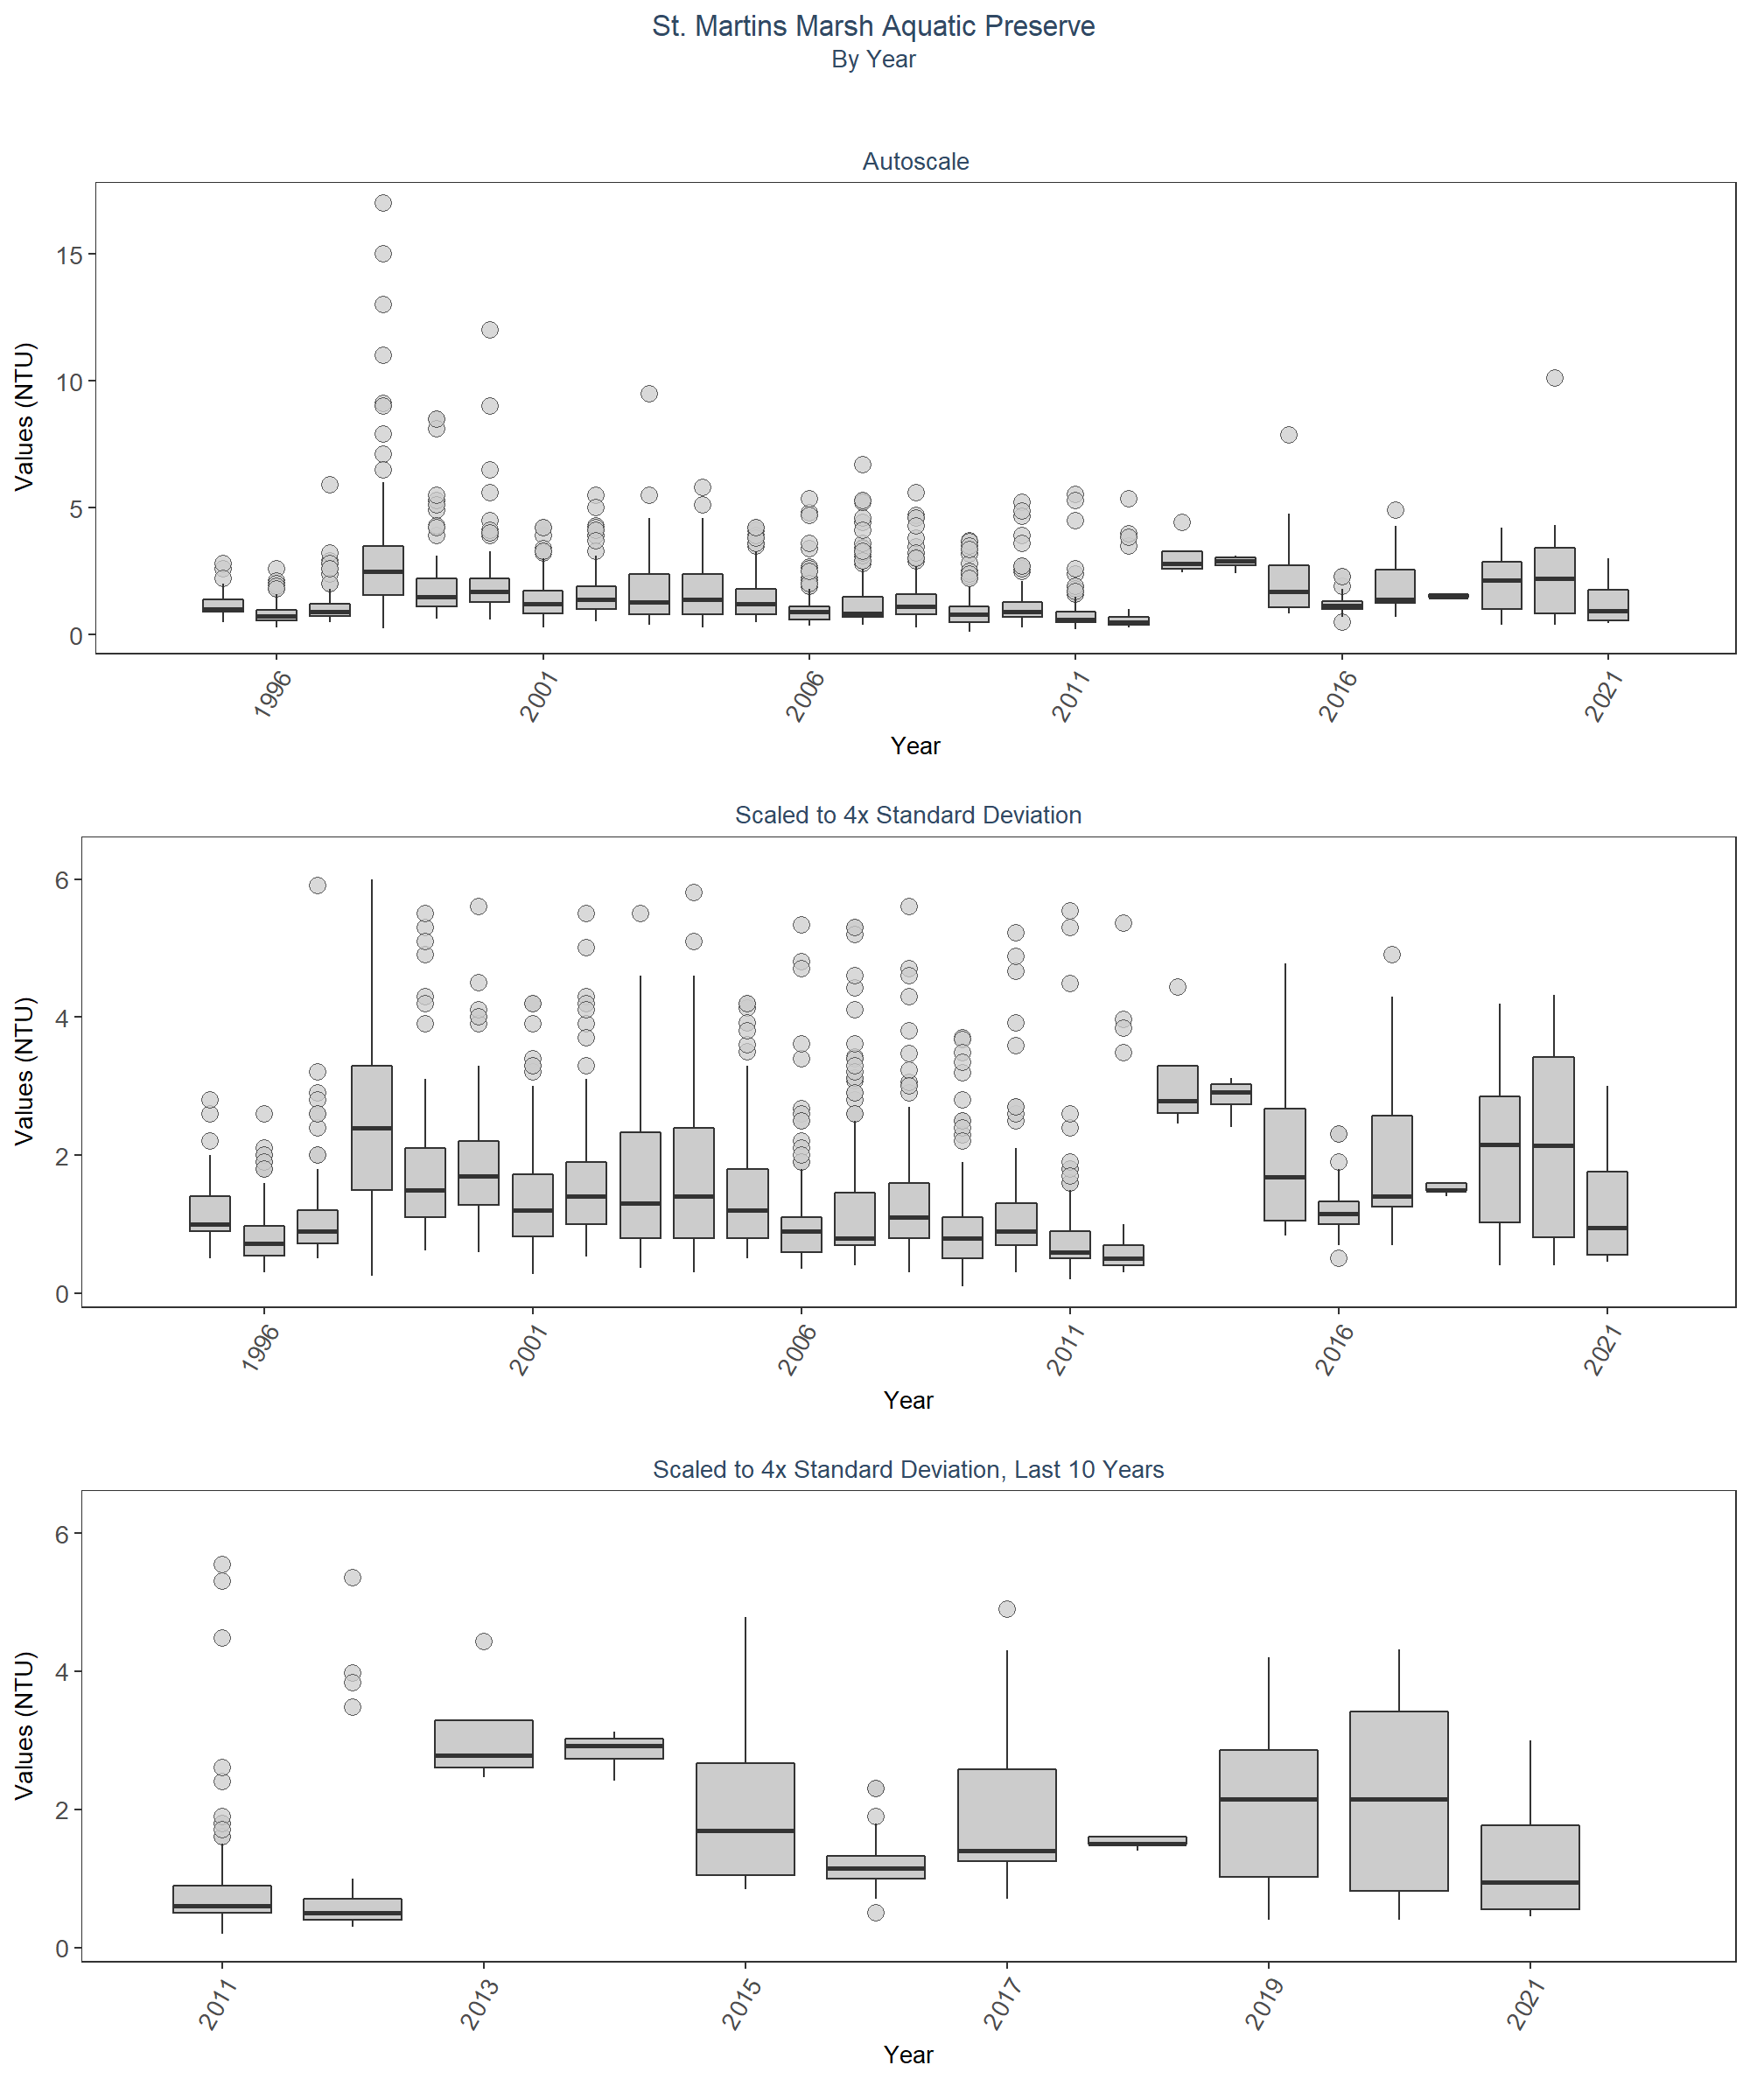 St. Martins Marsh Aquatic Preserve
By Year
Autoscale
Values (NTU)
15
10
5
0
1996 2001 2006 2011 2016 2021
Year
Scaled to 4x Standard Deviation
Values (NTU)
6
4
2
0
1996 2001 2006 2011 2016 2021
Year
Scaled to 4x Standard Deviation, Last 10 Years
Values (NTU)
6
4
2
0
2011 2013 2015 2017 2019 2021
Year